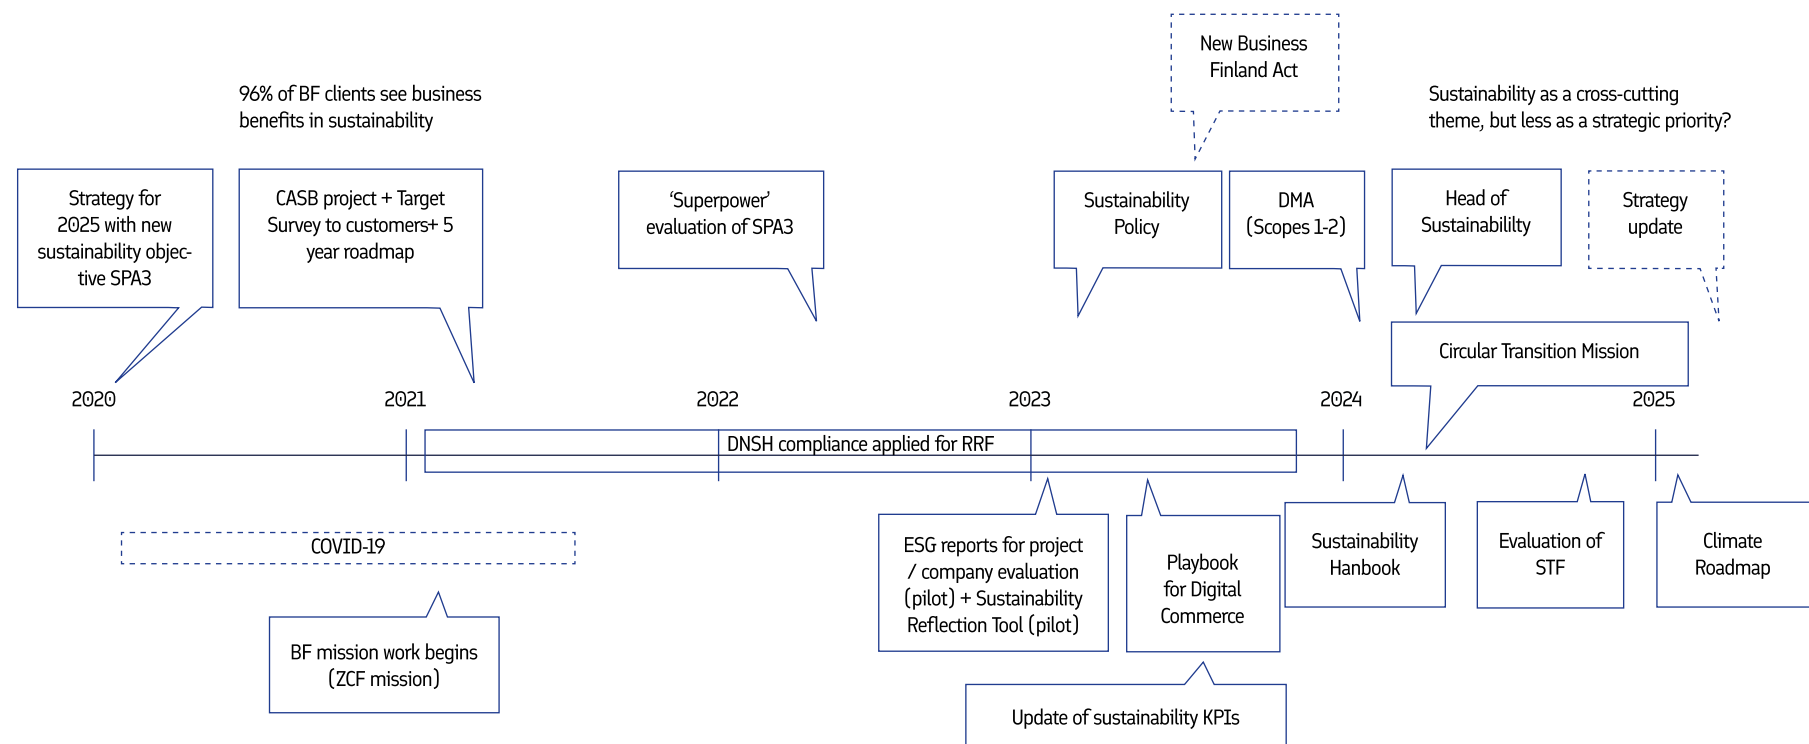 New Business
Finland Act
96% of BF clients see business
benefits in sustainability
Sustainability as a cross-cutting
theme, but less as a strategic priority?
Strategy for
2025 with new
sustainability objec-
tive SPA3
CASB project + Target
Survey to customers+ 5
year roadmap
‘Superpower’
evaluation of SPA3
Sustainability
Policy
DMA
(Scopes 1-2)
Head of
Sustainabililty
Strategy
update
Circular Transition Mission
2020
2021
2022
2023
2024
2025
DNSH compliance applied for RRF
COVID-19
BF mission work begins
(ZCF mission)
ESG reports for project
/ company evaluation
(pilot) + Sustainability
Reflection Tool (pilot)
Playbook
for Digital
Commerce
Sustainability
Hanbook
Evaluation of
STF
Climate
Roadmap
Update of sustainability KPIs